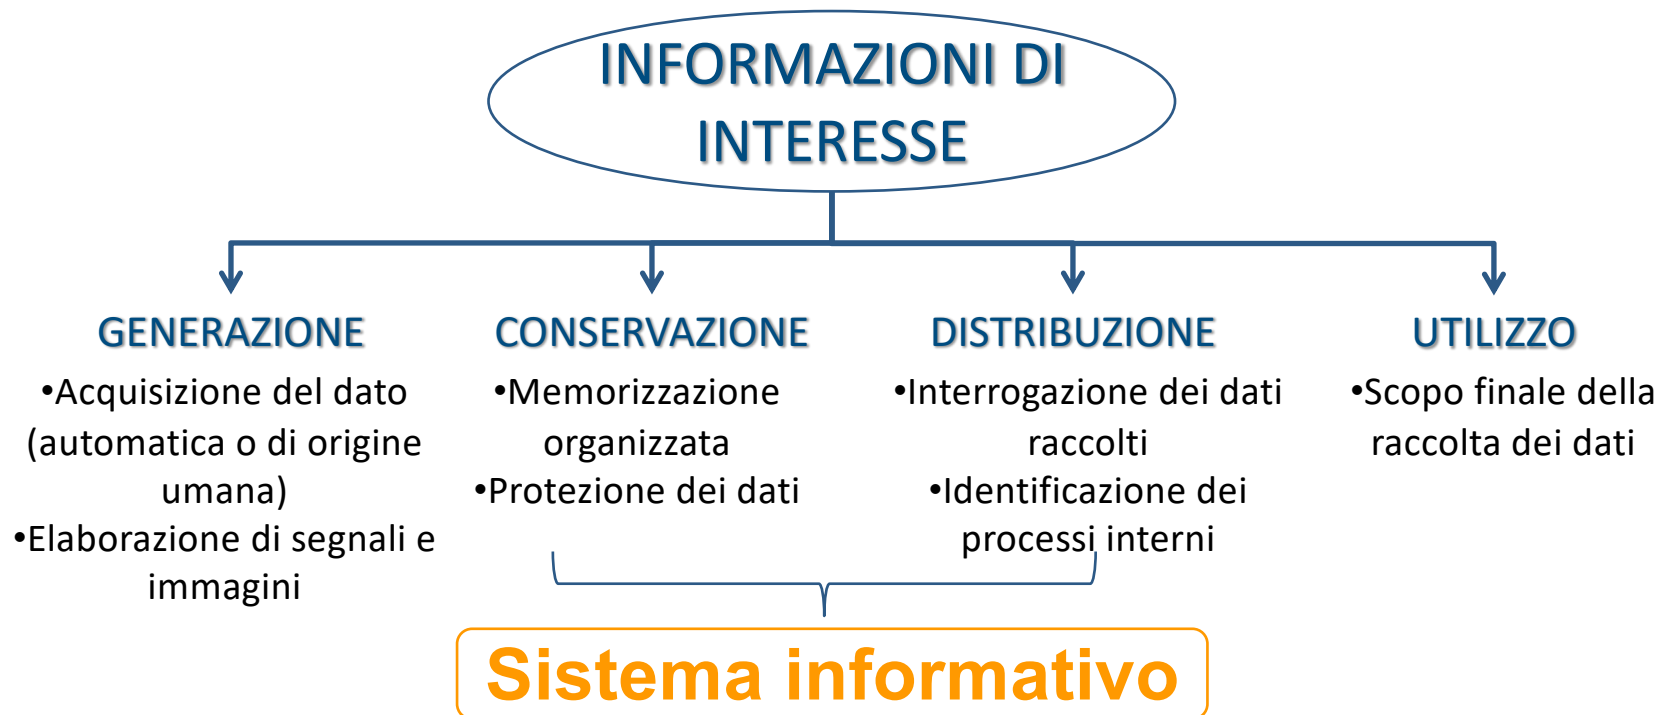 INFORMAZIONI DI
INTERESSE
GENERAZIONE
•Acquisizione del dato
(automatica o di origine
umana)
•Elaborazione di segnali e
immagini
CONSERVAZIONE
•Memorizzazione
organizzata
•Protezione dei dati
DISTRIBUZIONE
•Interrogazione dei dati
raccolti
•Identificazione dei
processi interni
UTILIZZO
•Scopo finale della
raccolta dei dati
Sistema informativo